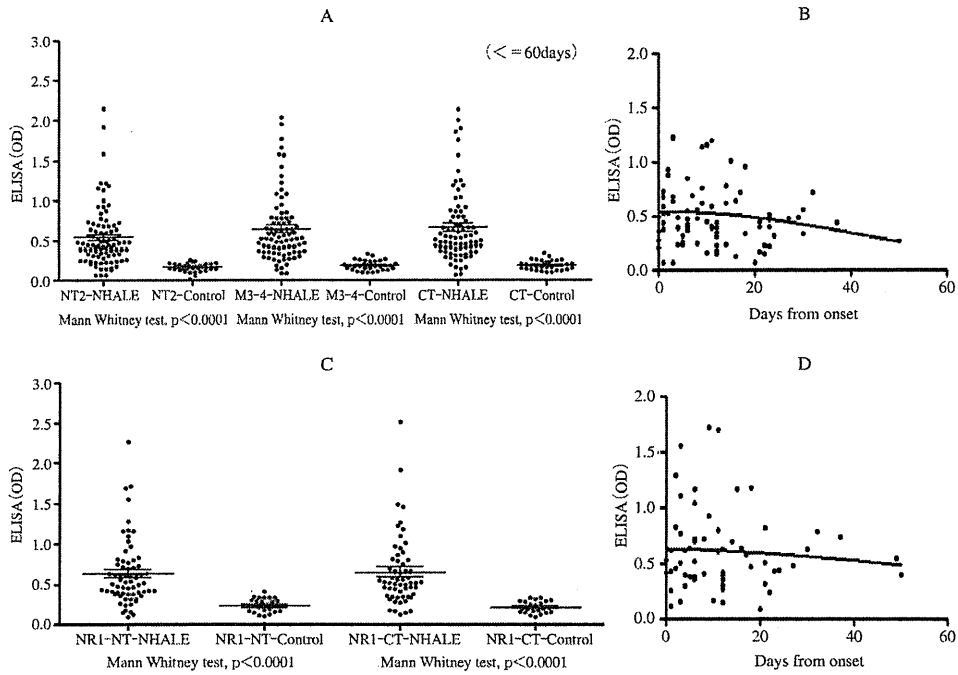 A
ELISA(OD)
3.0
2.5
2.0
1.5
1.0
0.5
0.0
(<=60days)
NT2-NHALE NT2-Control M3-4-NHALE M3-4-Control CT-NHALE CT-Control
Mann Whitney test, p<0.0001 Mann Whitney test, p<0.0001 Mann Whitney test, p<0.0001
B
ELISA(OD)
2.0
1.5
1.0
0.5
0.0
0 20 40 60
Days from onset
C
ELISA(OD)
3.0
2.5
2.0
1.5
1.0
0.5
0.0
NR1-NT-NHALE NR1-NT-Control NR1-CT-NHALE NR1-CT-Control
Mann Whitney test, p<0.0001 Mann Whitney test, p<0.0001
D
ELISA(OD)
2.0
1.5
1.0
0.5
0.0
0 20 40 60
Days from onset